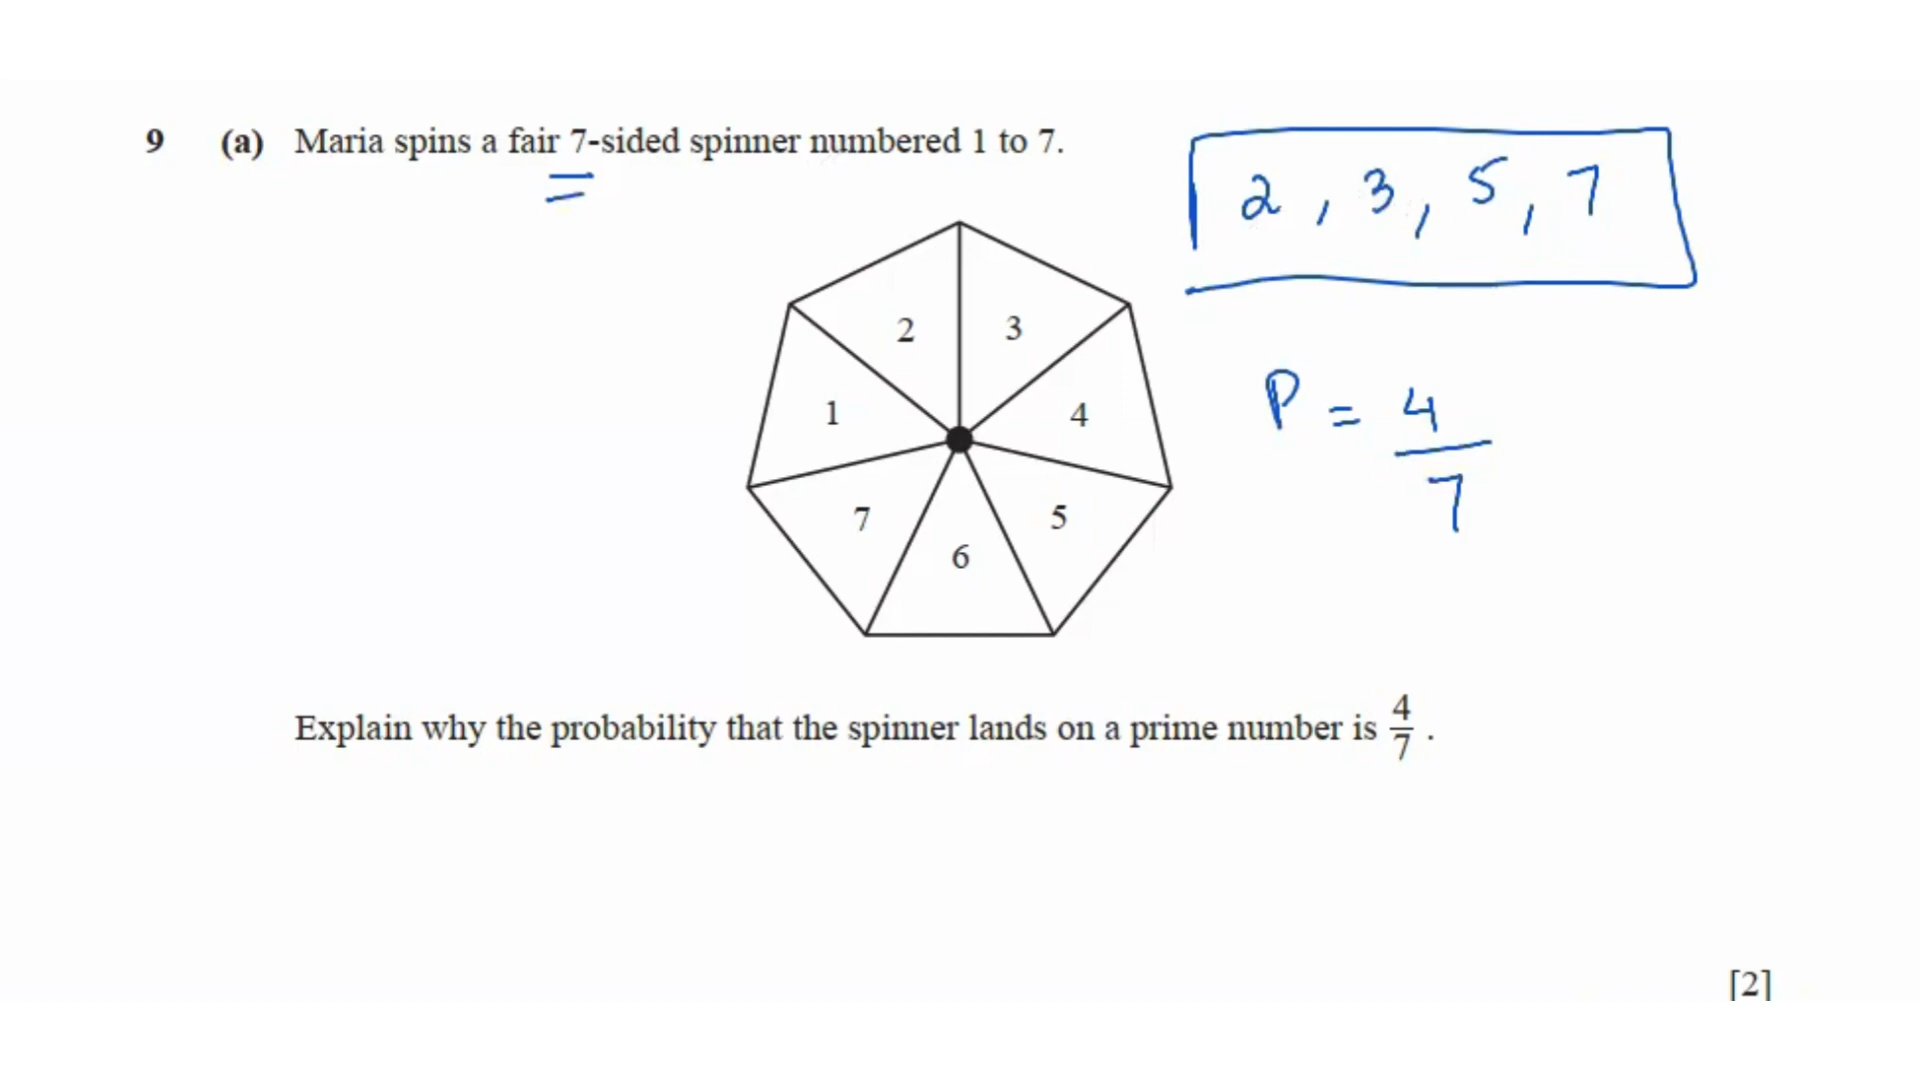 9 (a) Maria spins a fair 7-sided spinner numbered 1 to 7.
2 , 3 , 5 , 7
2 3
1 4
P = 4/7
7 5
6
Explain why the probability that the spinner lands on a prime number is 4/7 .
[2]